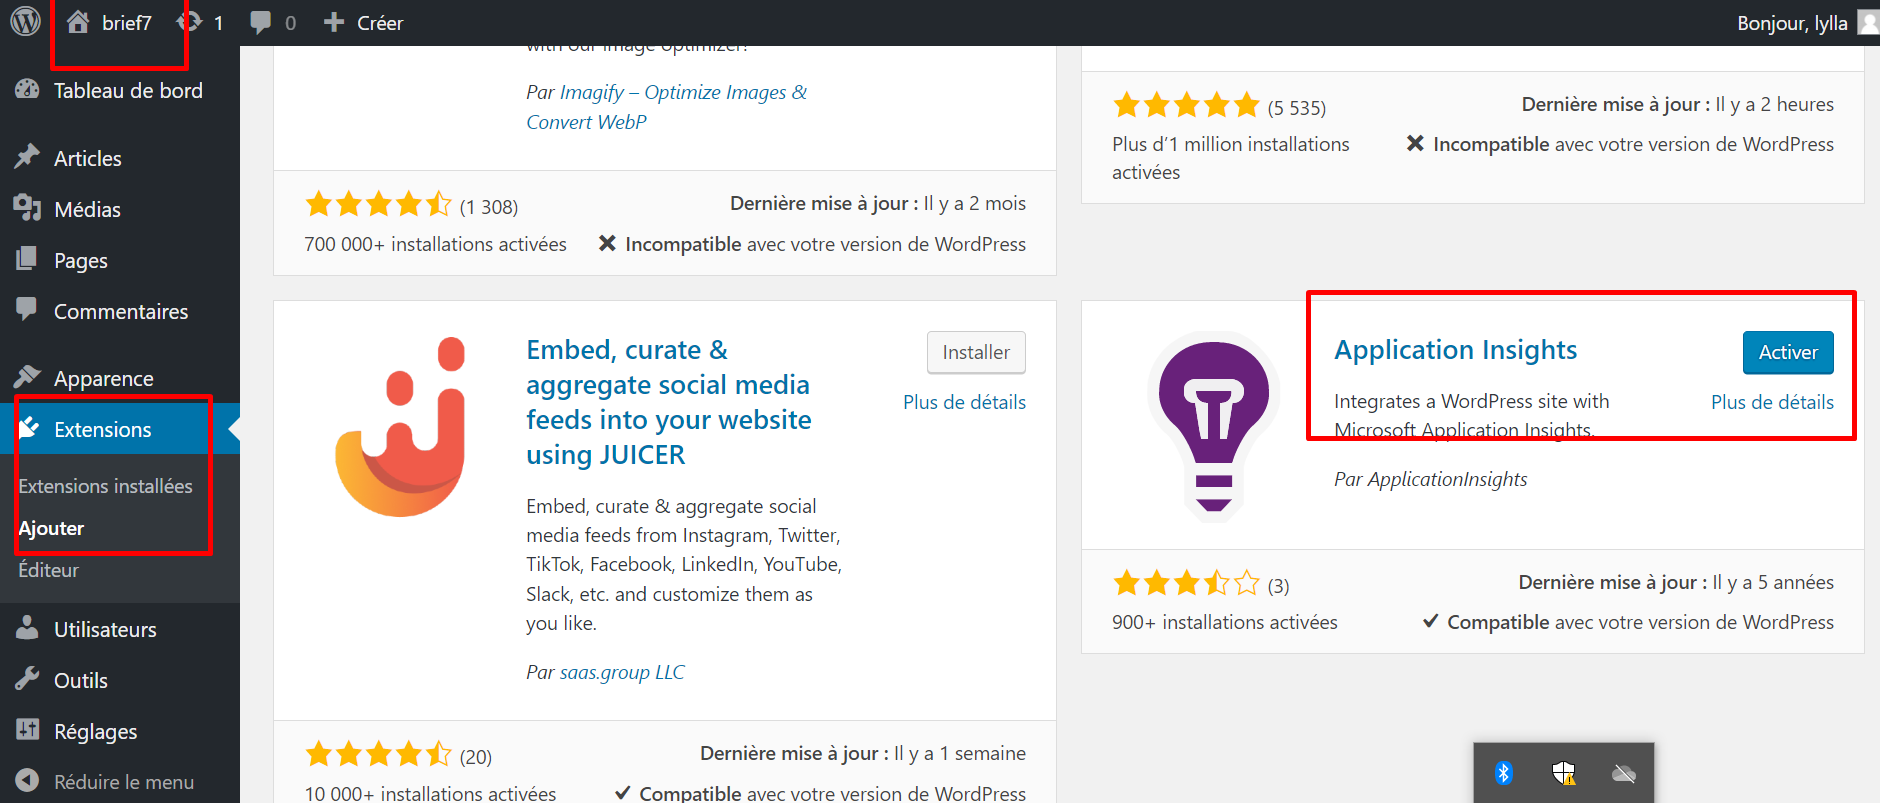 brief7
1
0
Créer
Bonjour, lylla
Tableau de bord
Articles
Médias
Pages
Commentaires
Apparence
Extensions
Extensions installées
Ajouter
Éditeur
Utilisateurs
Outils
Réglages
Réduire le menu
with our image optimizer!
Par Imagify – Optimize Images &
Convert WebP
(1 308)
Dernière mise à jour : Il y a 2 mois
700 000+ installations activées
Incompatible avec votre version de WordPress
(5 535)
Dernière mise à jour : Il y a 2 heures
Plus d’1 million installations
activées
Incompatible avec votre version de WordPress
Embed, curate &
aggregate social media
feeds into your website
using JUICER
Installer
Plus de détails
Embed, curate & aggregate social
media feeds from Instagram, Twitter,
TikTok, Facebook, LinkedIn, YouTube,
Slack, etc. and customize them as
you like.
Par saas.group LLC
(20)
Dernière mise à jour : Il y a 1 semaine
10 000+ installations activées
Compatible avec votre version de WordPress
Application Insights
Activer
Plus de détails
Integrates a WordPress site with
Microsoft Application Insights.
Par ApplicationInsights
(3)
Dernière mise à jour : Il y a 5 années
900+ installations activées
Compatible avec votre version de WordPress